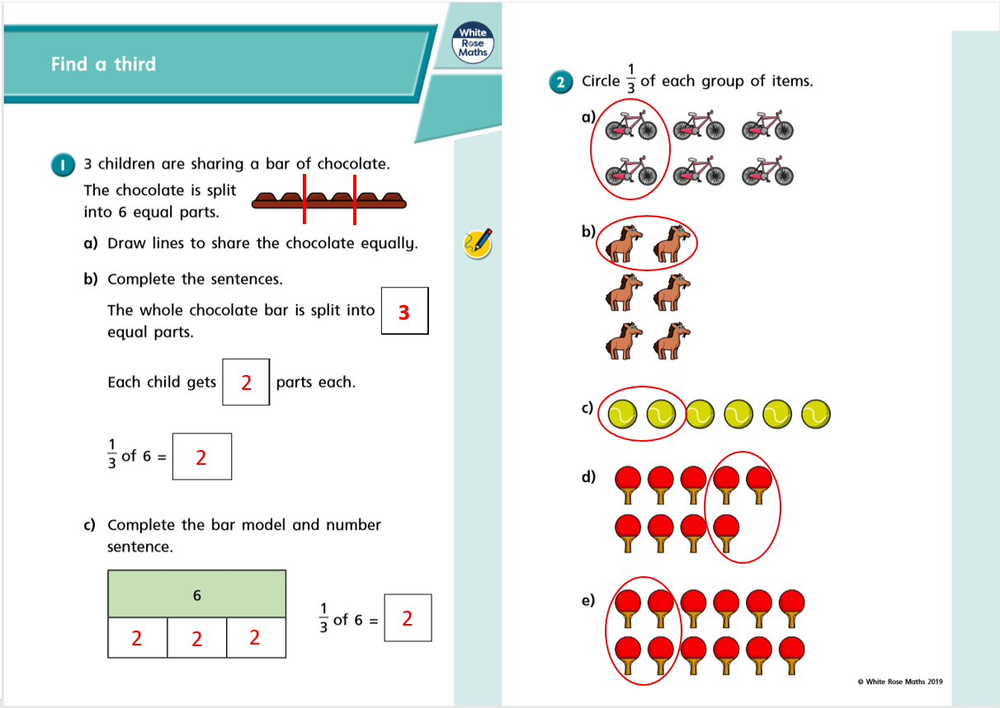 Find a third
White
Rose
Maths
1 3 children are sharing a bar of chocolate.
The chocolate is split
into 6 equal parts.
a) Draw lines to share the chocolate equally.
b) Complete the sentences.
The whole chocolate bar is split into 3
equal parts.
Each child gets 2 parts each.
1/3 of 6 = 2
c) Complete the bar model and number
sentence.
6
2 2 2
1/3 of 6 = 2
2 Circle 1/3 of each group of items.
a)
b)
c)
d)
e)
© White Rose Maths 2019